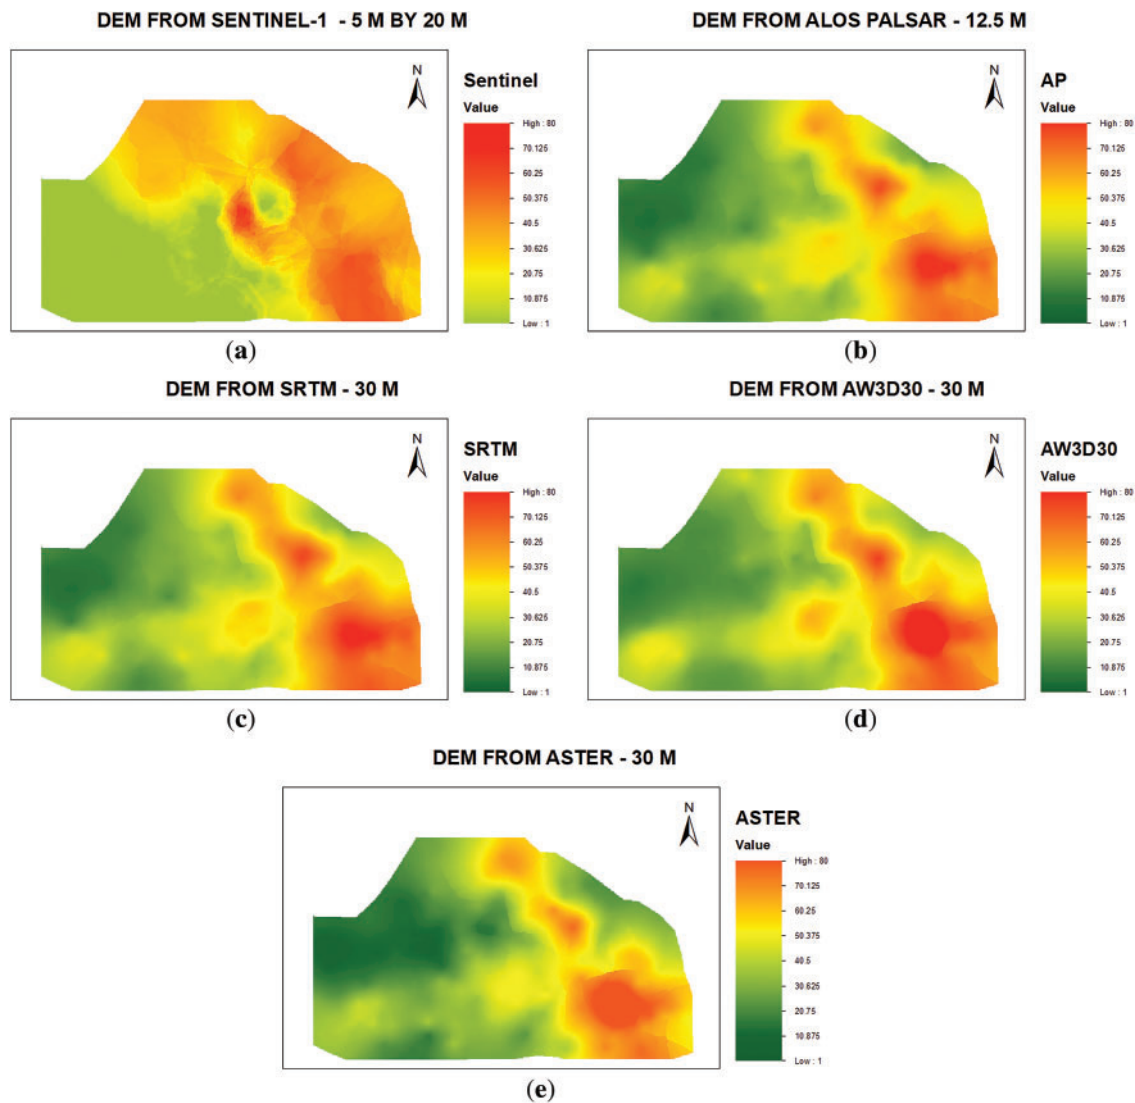 DEM FROM SENTINEL-1 - 5 M BY 20 M
N
Sentinel
Value
High : 80
70.125
60.25
50.375
40.5
30.625
20.75
10.875
Low : 1
(a)
DEM FROM ALOS PALSAR - 12.5 M
N
AP
Value
High : 80
70.125
60.25
50.375
40.5
30.625
20.75
10.875
Low : 1
(b)
DEM FROM SRTM - 30 M
N
SRTM
Value
High : 80
70.125
60.25
50.375
40.5
30.625
20.75
10.875
Low : 1
(c)
DEM FROM AW3D30 - 30 M
N
AW3D30
Value
High : 80
70.125
60.25
50.375
40.5
30.625
20.75
10.875
Low : 1
(d)
DEM FROM ASTER - 30 M
N
ASTER
Value
High : 80
70.125
60.25
50.375
40.5
30.625
20.75
10.875
Low : 1
(e)